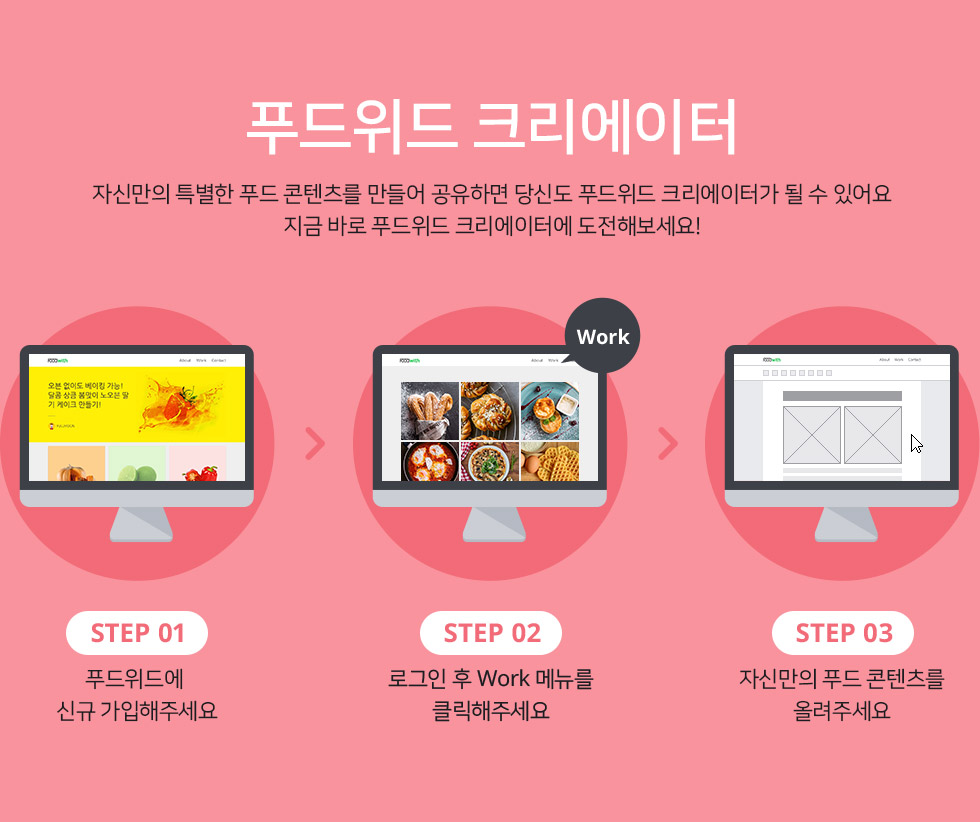 푸드위드 크리에이터
자신만의 특별한 푸드 콘텐츠를 만들어 공유하면 당신도 푸드위드 크리에이터가 될 수 있어요
지금 바로 푸드위드 크리에이터에 도전해보세요!
FOODwith About Work Contact
오븐 없이도 베이킹 가능!
달콤 상큼 봄맞이 노오븐 딸
기 케이크 만들기!
FOODwith About Work
Work
FOODwith About Work Contact
STEP 01
푸드위드에
신규 가입해주세요
STEP 02
로그인 후 Work 메뉴를
클릭해주세요
STEP 03
자신만의 푸드 콘텐츠를
올려주세요